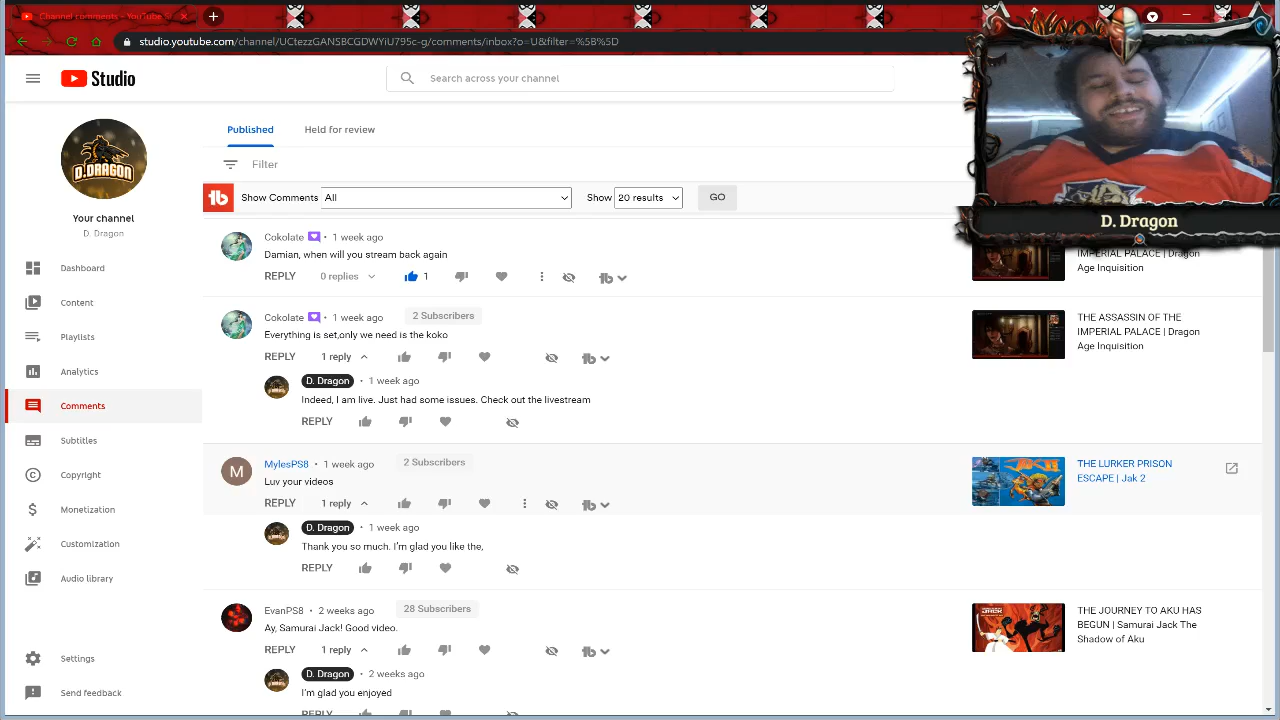 Channel comments - YouTube S
studio.youtube.com/channel/UCtezzGANSBCGDWYiU795c-g/comments/inbox?o=U&filter=%5B%5D
Studio
Search across your channel
D. Dragon
D.DRAGON
Your channel
D. Dragon
Dashboard
Content
Playlists
Analytics
Comments
Subtitles
Copyright
Monetization
Customization
Audio library
Settings
Send feedback
Published
Held for review
Filter
Show Comments All
Show 20 results
GO
Cokolate • 1 week ago
Damian, when will you stream back again
REPLY 0 replies 1
IMPERIAL PALACE | Dragon
Age Inquisition
Cokolate • 1 week ago 2 Subscribers
Everything is set,only we need is the koks
REPLY 1 reply
THE ASSASSIN OF THE
IMPERIAL PALACE | Dragon
Age Inquisition
D. Dragon • 1 week ago
Indeed, I am live. Just had some issues. Check out the livestream
REPLY
M
MylesPS8 • 1 week ago 2 Subscribers
Luv your videos
REPLY 1 reply
THE LURKER PRISON
ESCAPE | Jak 2
D. Dragon • 1 week ago
Thank you so much. I'm glad you like the,
REPLY
EvanPS8 • 2 weeks ago 28 Subscribers
Ay, Samurai Jack! Good video.
REPLY 1 reply
THE JOURNEY TO AKU HAS
BEGUN | Samurai Jack The
Shadow of Aku
D. Dragon • 2 weeks ago
I'm glad you enjoyed
REPLY